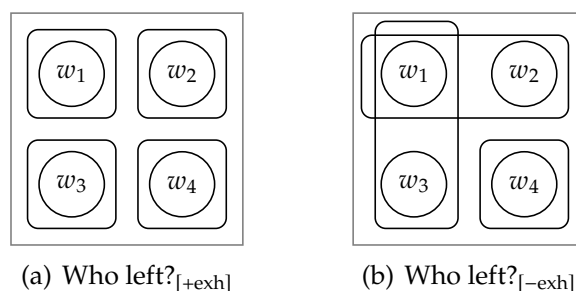 w₁ w₂ w₁ w₂
w₃ w₄ w₃ w₄
(a) Who left?[+exh] (b) Who left?[−exh]